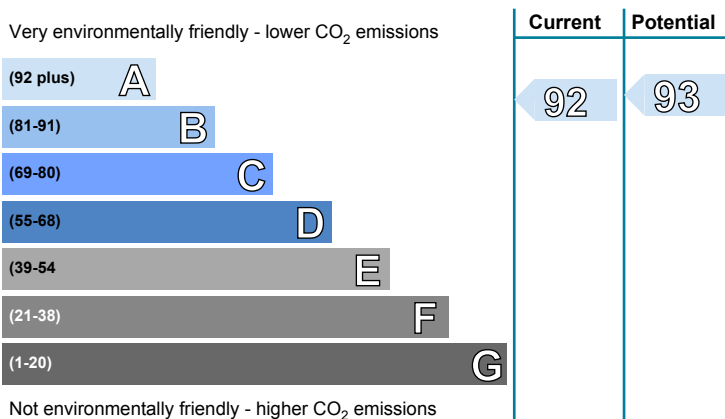 Very environmentally friendly - lower CO₂ emissions
Current
Potential
(92 plus) A
(81-91) B
(69-80) C
(55-68) D
(39-54 E
(21-38) F
(1-20) G
92
93
Not environmentally friendly - higher CO₂ emissions